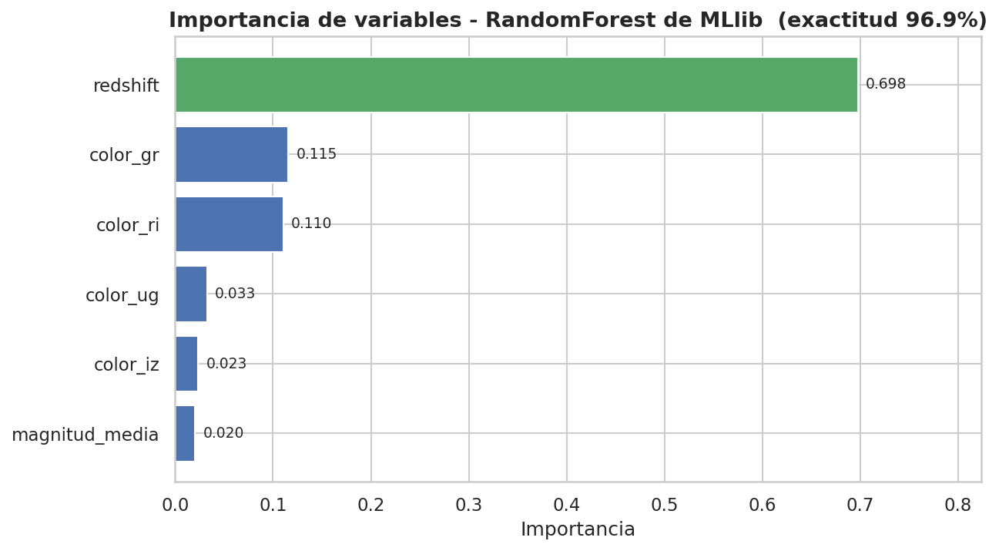 Importancia de variables - RandomForest de MLlib  (exactitud 96.9%)
redshift 0.698
color_gr 0.115
color_ri 0.110
color_ug 0.033
color_iz 0.023
magnitud_media 0.020
0.0 0.1 0.2 0.3 0.4 0.5 0.6 0.7 0.8
Importancia